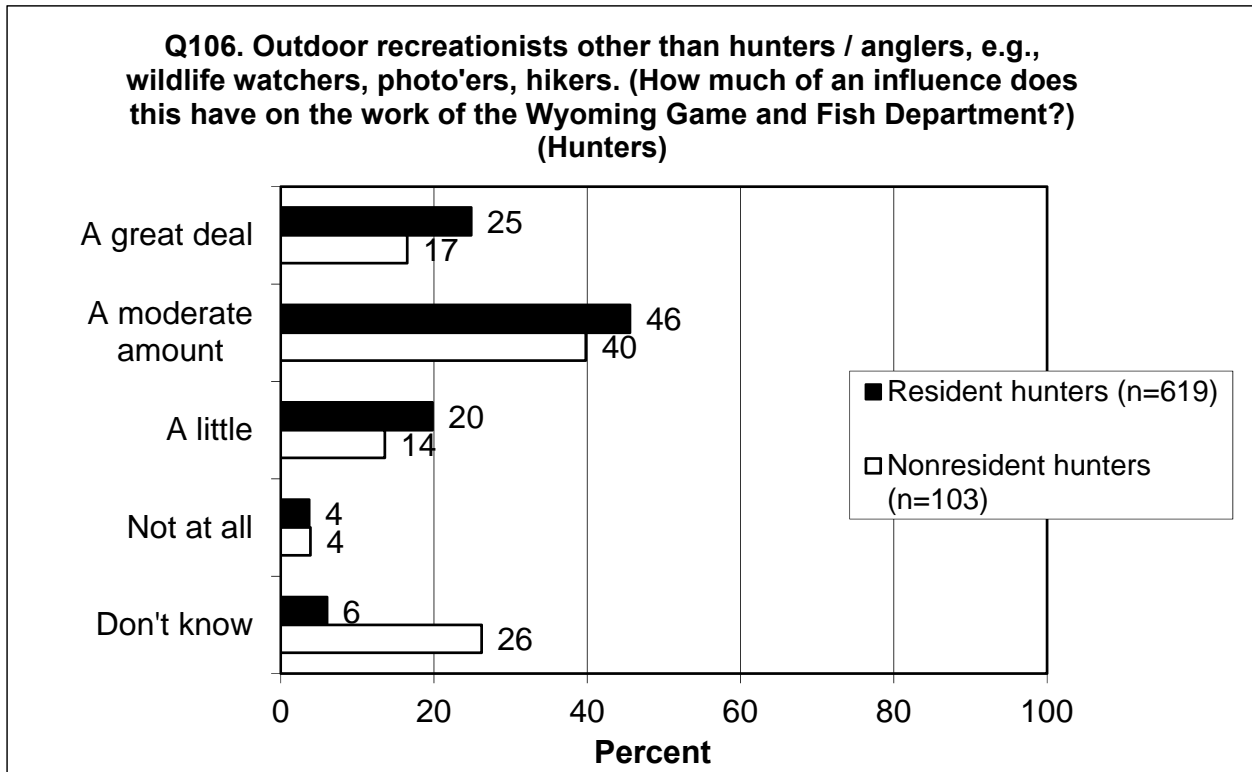 Q106. Outdoor recreationists other than hunters / anglers, e.g.,
wildlife watchers, photo'ers, hikers. (How much of an influence does
this have on the work of the Wyoming Game and Fish Department?)
(Hunters)
A great deal
25
17
A moderate
amount
46
40
A little
20
14
Not at all
4
4
Don't know
6
26
Resident hunters (n=619)
Nonresident hunters
(n=103)
0 20 40 60 80 100
Percent